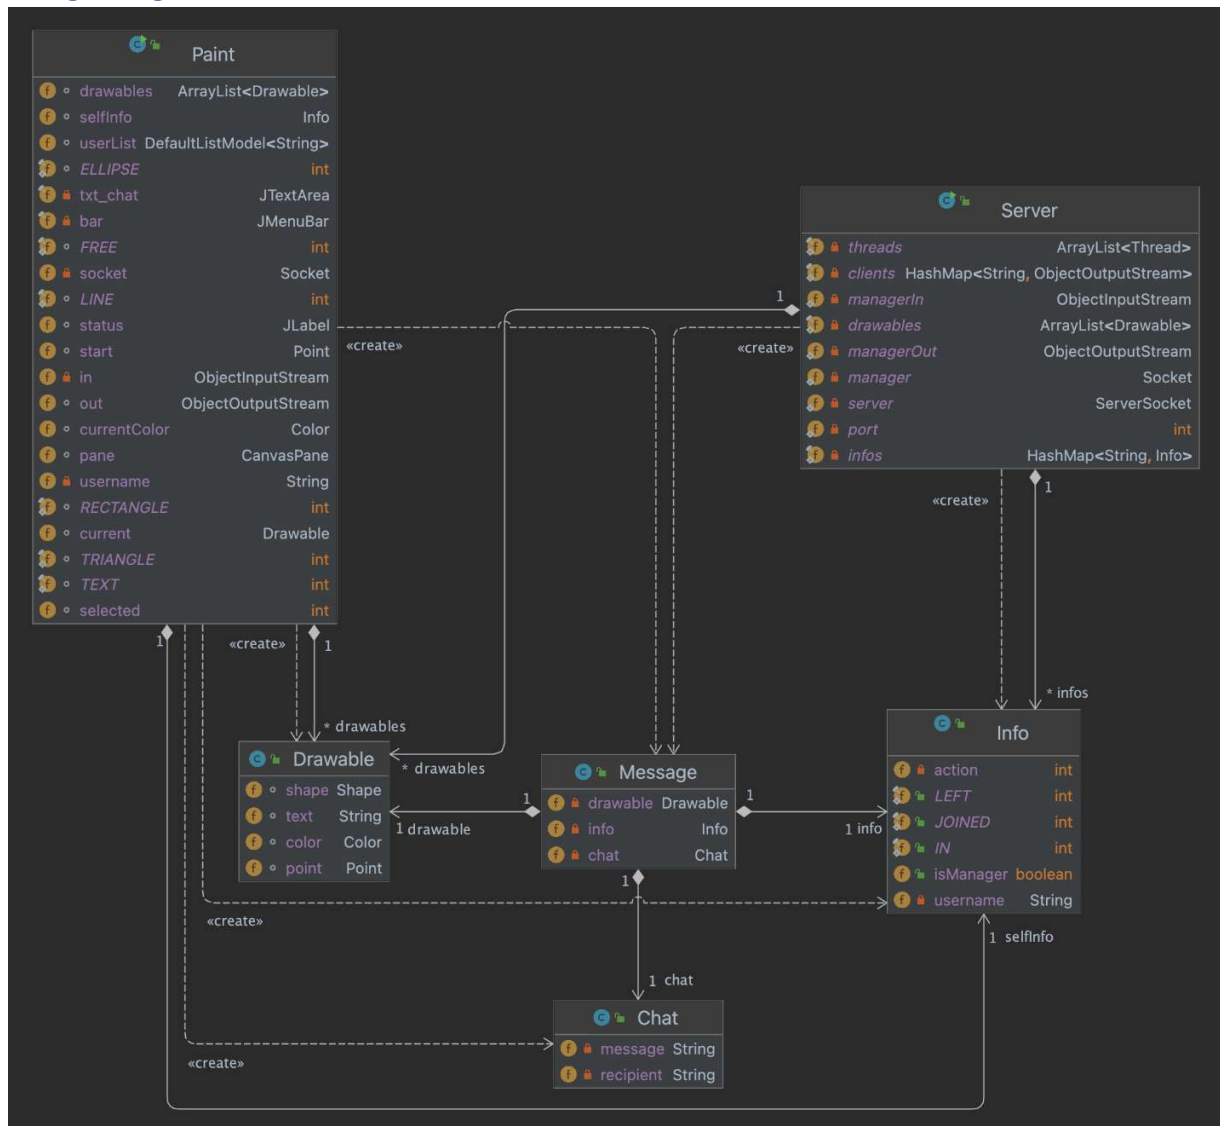 Paint
drawables ArrayList<Drawable>
selfInfo Info
userList DefaultListModel<String>
ELLIPSE int
txt_chat JTextArea
bar JMenuBar
FREE int
socket Socket
LINE int
status JLabel
start Point
in ObjectInputStream
out ObjectOutputStream
currentColor Color
pane CanvasPane
username String
RECTANGLE int
current Drawable
TRIANGLE int
TEXT int
selected int
Server
threads ArrayList<Thread>
clients HashMap<String, ObjectOutputStream>
managerIn ObjectInputStream
drawables ArrayList<Drawable>
managerOut ObjectOutputStream
manager Socket
server ServerSocket
port int
infos HashMap<String, Info>
1
«create»
«create»
«create»
1
1
«create»
1
* infos
* drawables
* drawables
Drawable
shape Shape
text String
color Color
point Point
1
1 drawable
Message
drawable Drawable
info Info
chat Chat
1
1 info
Info
action int
LEFT int
JOINED int
IN int
isManager boolean
username String
1
«create»
1 selfInfo
1 chat
Chat
message String
recipient String
«create»